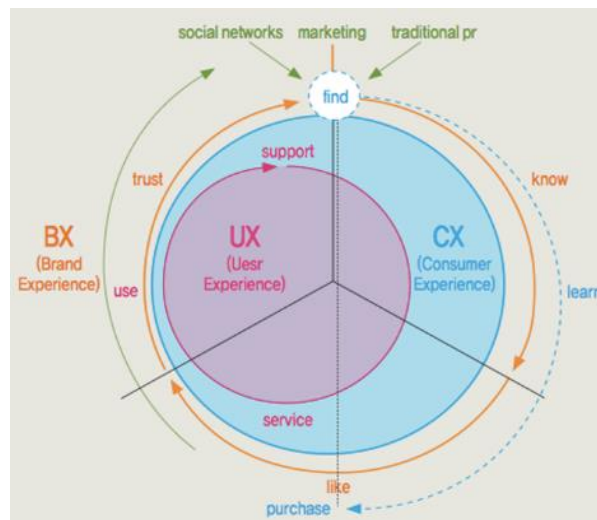 social networks
marketing
traditional pr
find
support
trust
know
BX
(Brand
Experience)
UX
(Uesr
Experience)
CX
(Consumer
Experience)
use
learn
service
like
purchase